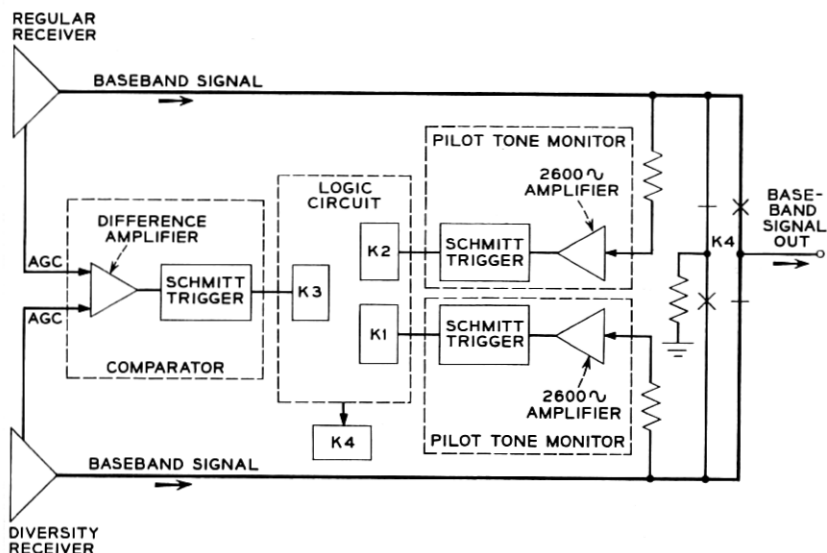 REGULAR
RECEIVER
BASEBAND SIGNAL
PILOT TONE MONITOR
2600∿
AMPLIFIER
LOGIC
CIRCUIT
DIFFERENCE
AMPLIFIER
K2
SCHMITT
TRIGGER
BASE-
BAND
SIGNAL
OUT
K4
AGC
SCHMITT
TRIGGER
K3
AGC
K1
SCHMITT
TRIGGER
COMPARATOR
2600∿
AMPLIFIER
K4
PILOT TONE MONITOR
BASEBAND SIGNAL
DIVERSITY
RECEIVER